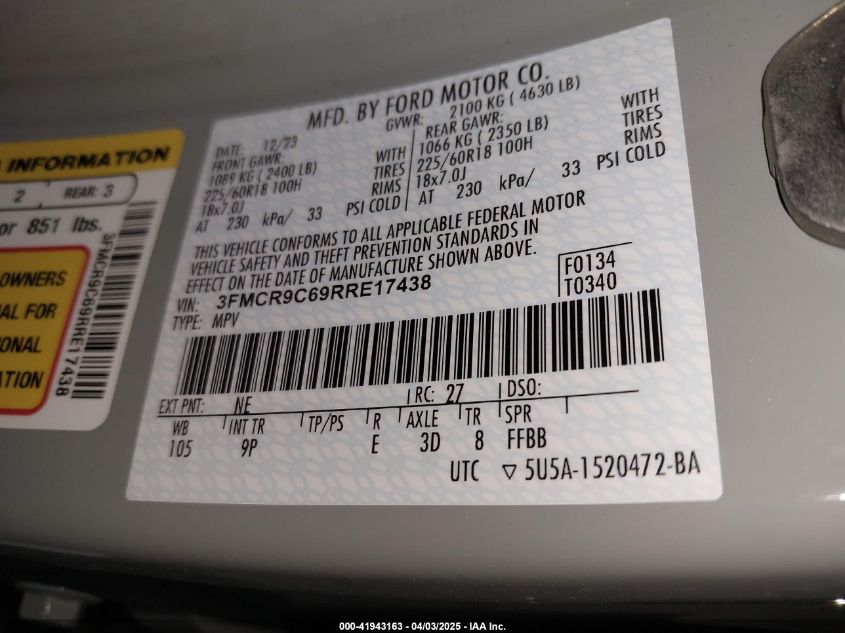 MFD. BY FORD MOTOR CO.
DATE: 12/23
GVWR: 2100 KG ( 4630 LB)
FRONT GAWR:
1089 KG ( 2400 LB) WITH
225/60R18 100H TIRES
18x7.0J RIMS
AT 230 kPa/ 33 PSI COLD
REAR GAWR: WITH
1066 KG ( 2350 LB) TIRES
225/60R18 100H RIMS
18x7.0J
AT 230 kPa/ 33 PSI COLD
THIS VEHICLE CONFORMS TO ALL APPLICABLE FEDERAL MOTOR
VEHICLE SAFETY AND THEFT PREVENTION STANDARDS IN
EFFECT ON THE DATE OF MANUFACTURE SHOWN ABOVE.
VIN: 3FMCR9C69RRE17438
TYPE: MPV
F0134
T0340
EXT PNT: NE RC: 27 DSO:
WB INT TR TP/PS R AXLE TR SPR
105 9P E 3D 8 FFBB
UTC ▽ 5U5A-1520472-BA
INFORMATION
2 REAR: 3
or 851 lbs.
OWNERS
FOR
3FMCR9C69RRE17438
000-41943163 - 04/03/2025 - IAA Inc.